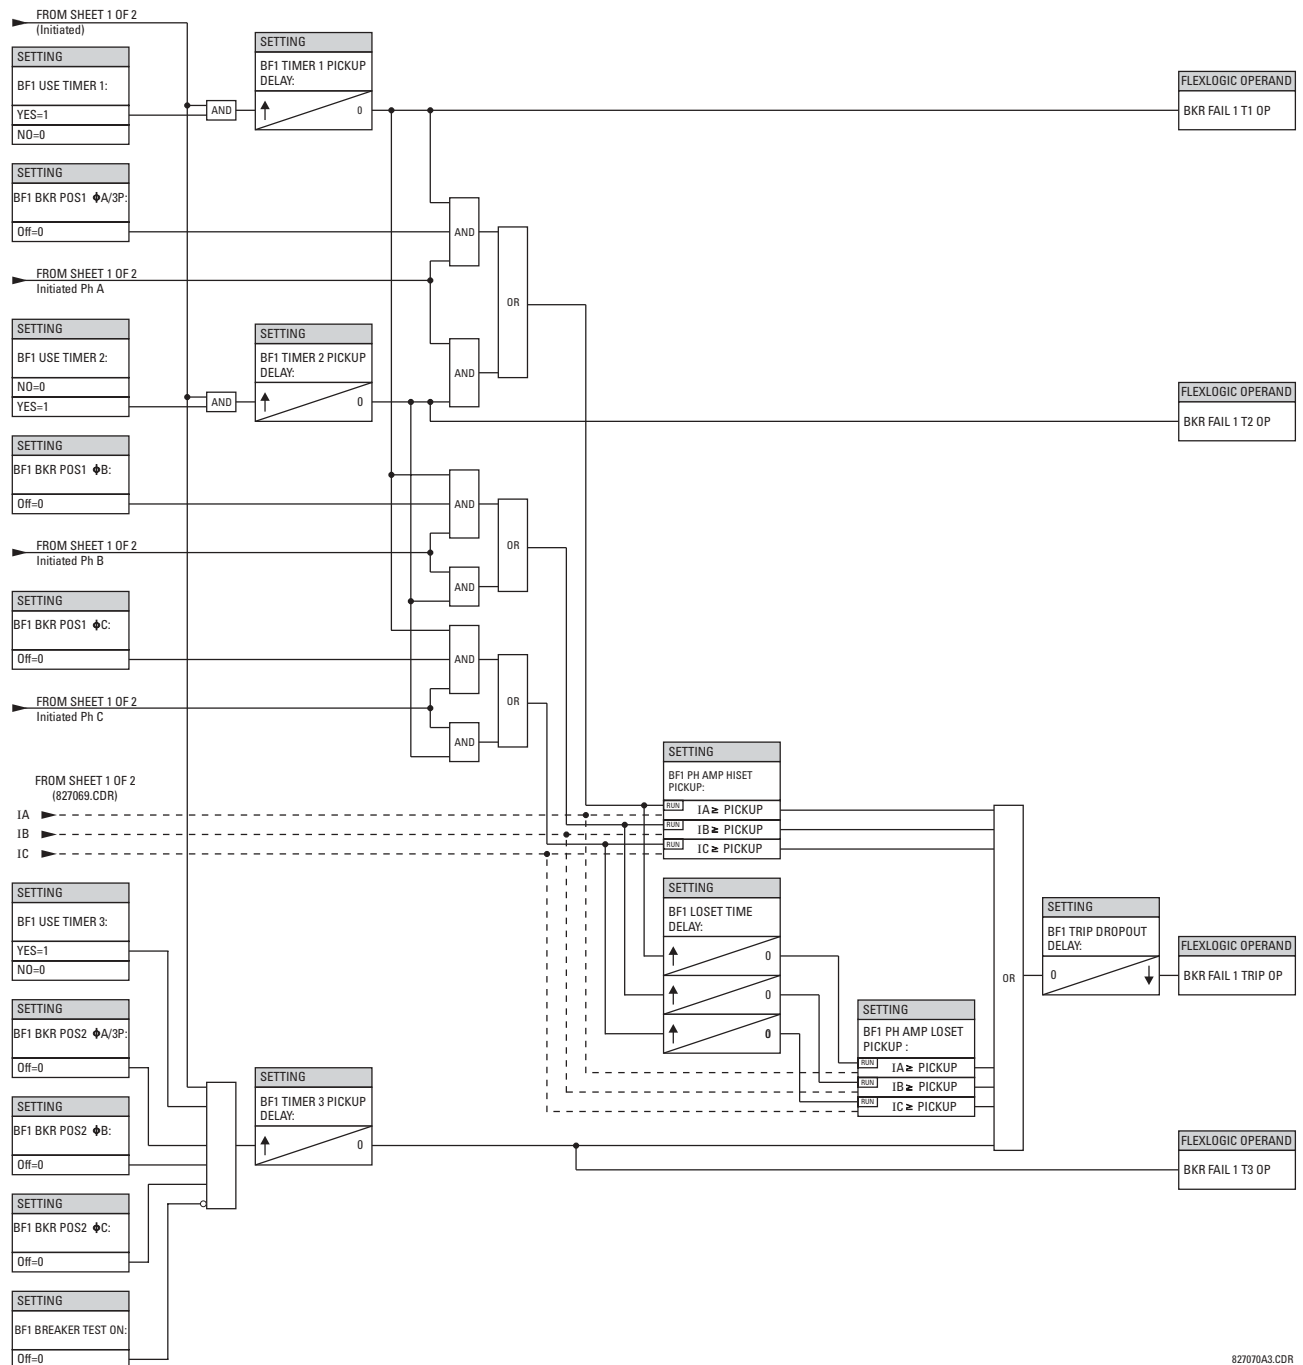 FROM SHEET 1 OF 2
(Initiated)
SETTING
BF1 USE TIMER 1:
YES=1
NO=0
SETTING
BF1 TIMER 1 PICKUP
DELAY:
0
AND
FLEXLOGIC OPERAND
BKR FAIL 1 T1 OP
SETTING
BF1 BKR POS1 ϕA/3P:
Off=0
AND
FROM SHEET 1 OF 2
Initiated Ph A
OR
SETTING
BF1 USE TIMER 2:
NO=0
YES=1
AND
SETTING
BF1 TIMER 2 PICKUP
DELAY:
0
AND
FLEXLOGIC OPERAND
BKR FAIL 1 T2 OP
SETTING
BF1 BKR POS1 ϕB:
Off=0
AND
FROM SHEET 1 OF 2
Initiated Ph B
OR
AND
SETTING
BF1 BKR POS1 ϕC:
Off=0
AND
FROM SHEET 1 OF 2
Initiated Ph C
OR
AND
FROM SHEET 1 OF 2
(827069.CDR)
IA
IB
IC
SETTING
BF1 PH AMP HISET
PICKUP:
RUN IA ≥ PICKUP
RUN IB ≥ PICKUP
RUN IC ≥ PICKUP
SETTING
BF1 LOSET TIME
DELAY:
0
0
0
SETTING
BF1 PH AMP LOSET
PICKUP :
RUN IA ≥ PICKUP
RUN IB ≥ PICKUP
RUN IC ≥ PICKUP
OR
SETTING
BF1 TRIP DROPOUT
DELAY:
0
FLEXLOGIC OPERAND
BKR FAIL 1 TRIP OP
SETTING
BF1 USE TIMER 3:
YES=1
NO=0
SETTING
BF1 BKR POS2 ϕA/3P:
Off=0
SETTING
BF1 TIMER 3 PICKUP
DELAY:
0
SETTING
BF1 BKR POS2 ϕB:
Off=0
FLEXLOGIC OPERAND
BKR FAIL 1 T3 OP
SETTING
BF1 BKR POS2 ϕC:
Off=0
SETTING
BF1 BREAKER TEST ON:
Off=0
827070A3.CDR